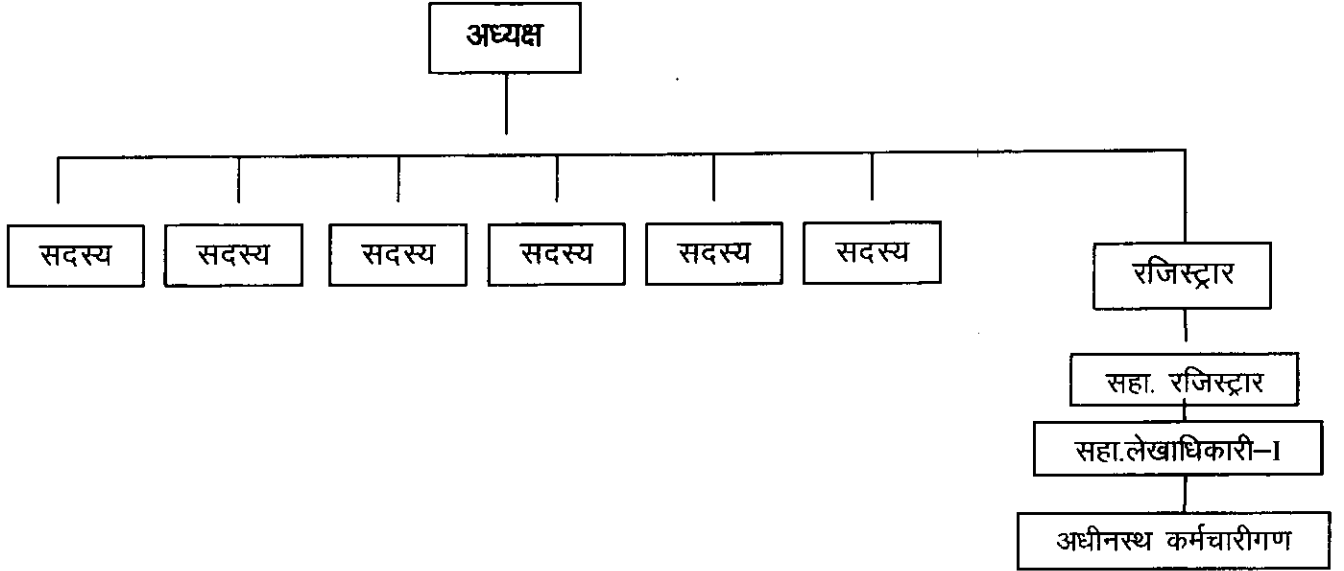 अध्यक्ष
सदस्य सदस्य सदस्य सदस्य सदस्य सदस्य
रजिस्ट्रार
सहा. रजिस्ट्रार
सहा.लेखाधिकारी–I
अधीनस्थ कर्मचारीगण